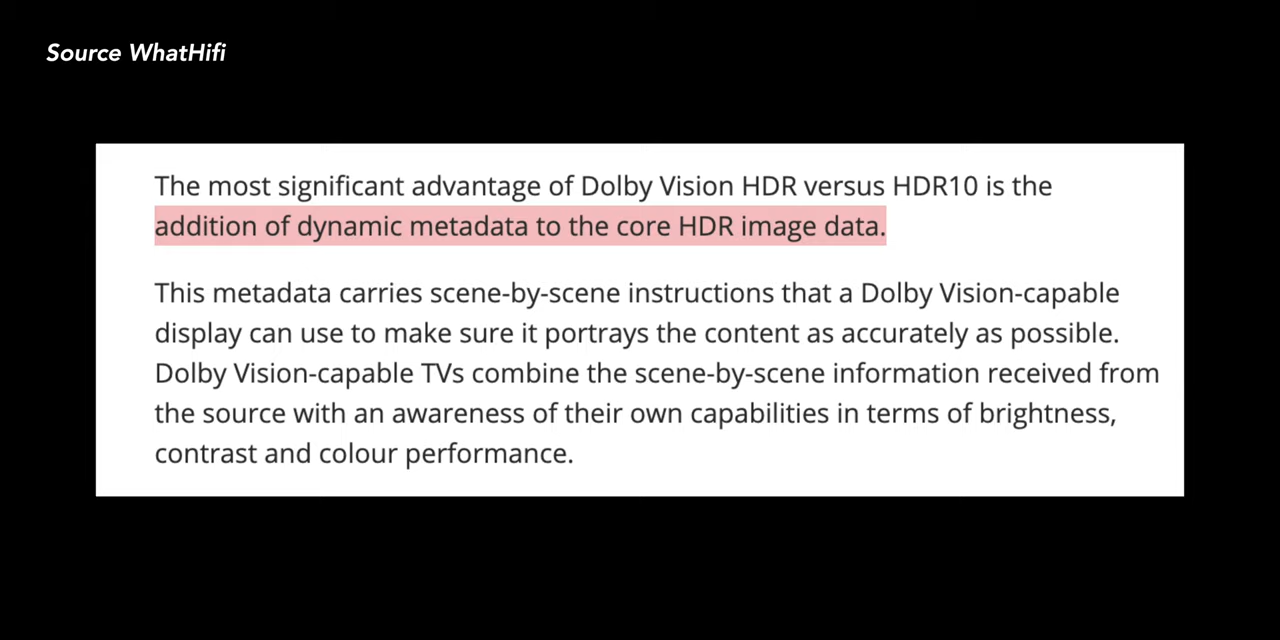 Source WhatHifi
The most significant advantage of Dolby Vision HDR versus HDR10 is the
addition of dynamic metadata to the core HDR image data.
This metadata carries scene-by-scene instructions that a Dolby Vision-capable
display can use to make sure it portrays the content as accurately as possible.
Dolby Vision-capable TVs combine the scene-by-scene information received from
the source with an awareness of their own capabilities in terms of brightness,
contrast and colour performance.